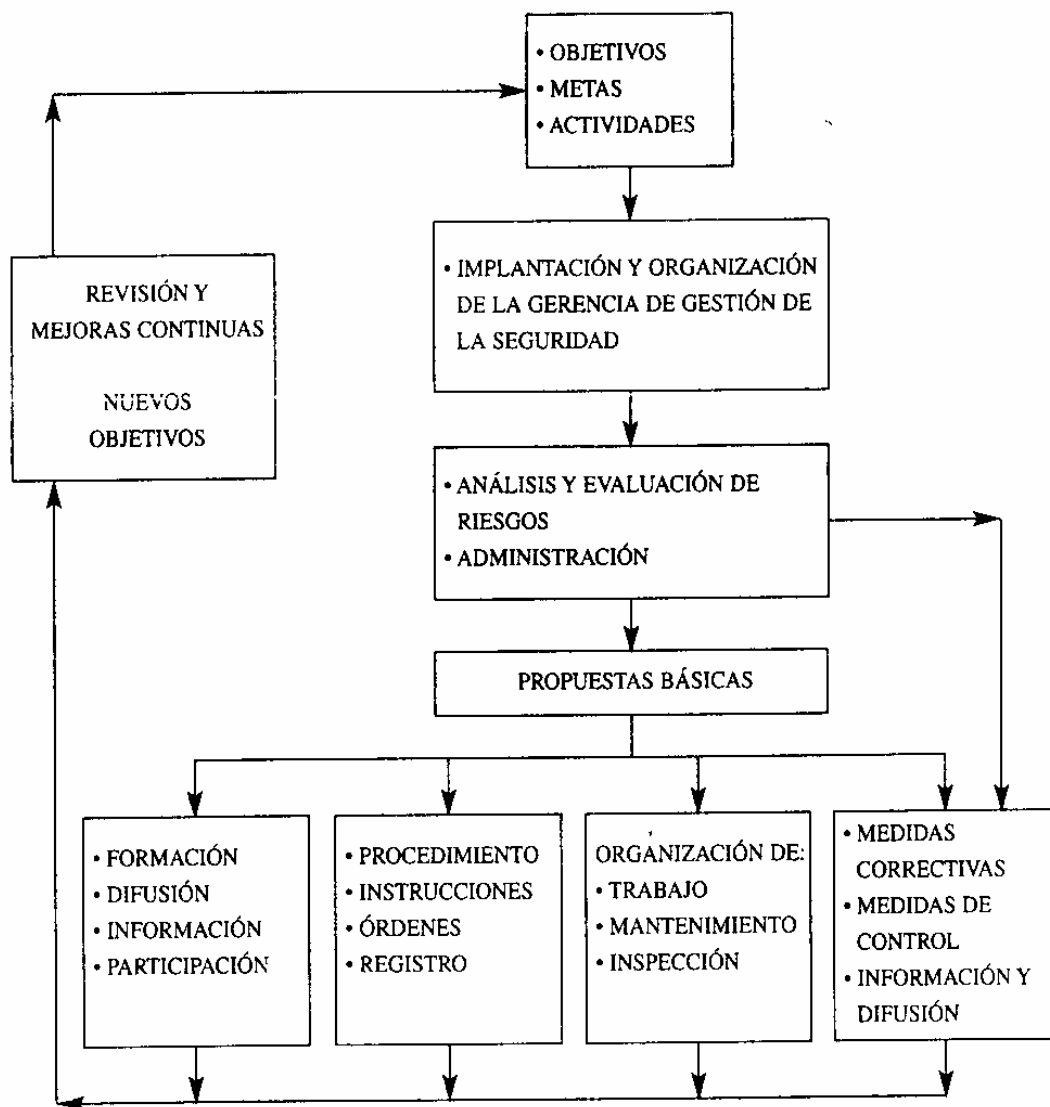 • OBJETIVOS
• METAS
• ACTIVIDADES
• IMPLANTACIÓN Y ORGANIZACIÓN
DE LA GERENCIA DE GESTIÓN DE
LA SEGURIDAD
REVISIÓN Y
MEJORAS CONTINUAS
NUEVOS
OBJETIVOS
• ANÁLISIS Y EVALUACIÓN DE
RIESGOS
• ADMINISTRACIÓN
PROPUESTAS BÁSICAS
• FORMACIÓN
• DIFUSIÓN
• INFORMACIÓN
• PARTICIPACIÓN
• PROCEDIMIENTO
• INSTRUCCIONES
• ÓRDENES
• REGISTRO
ORGANIZACIÓN DE:
• TRABAJO
• MANTENIMIENTO
• INSPECCIÓN
• MEDIDAS
CORRECTIVAS
• MEDIDAS DE
CONTROL
• INFORMACIÓN Y
DIFUSIÓN